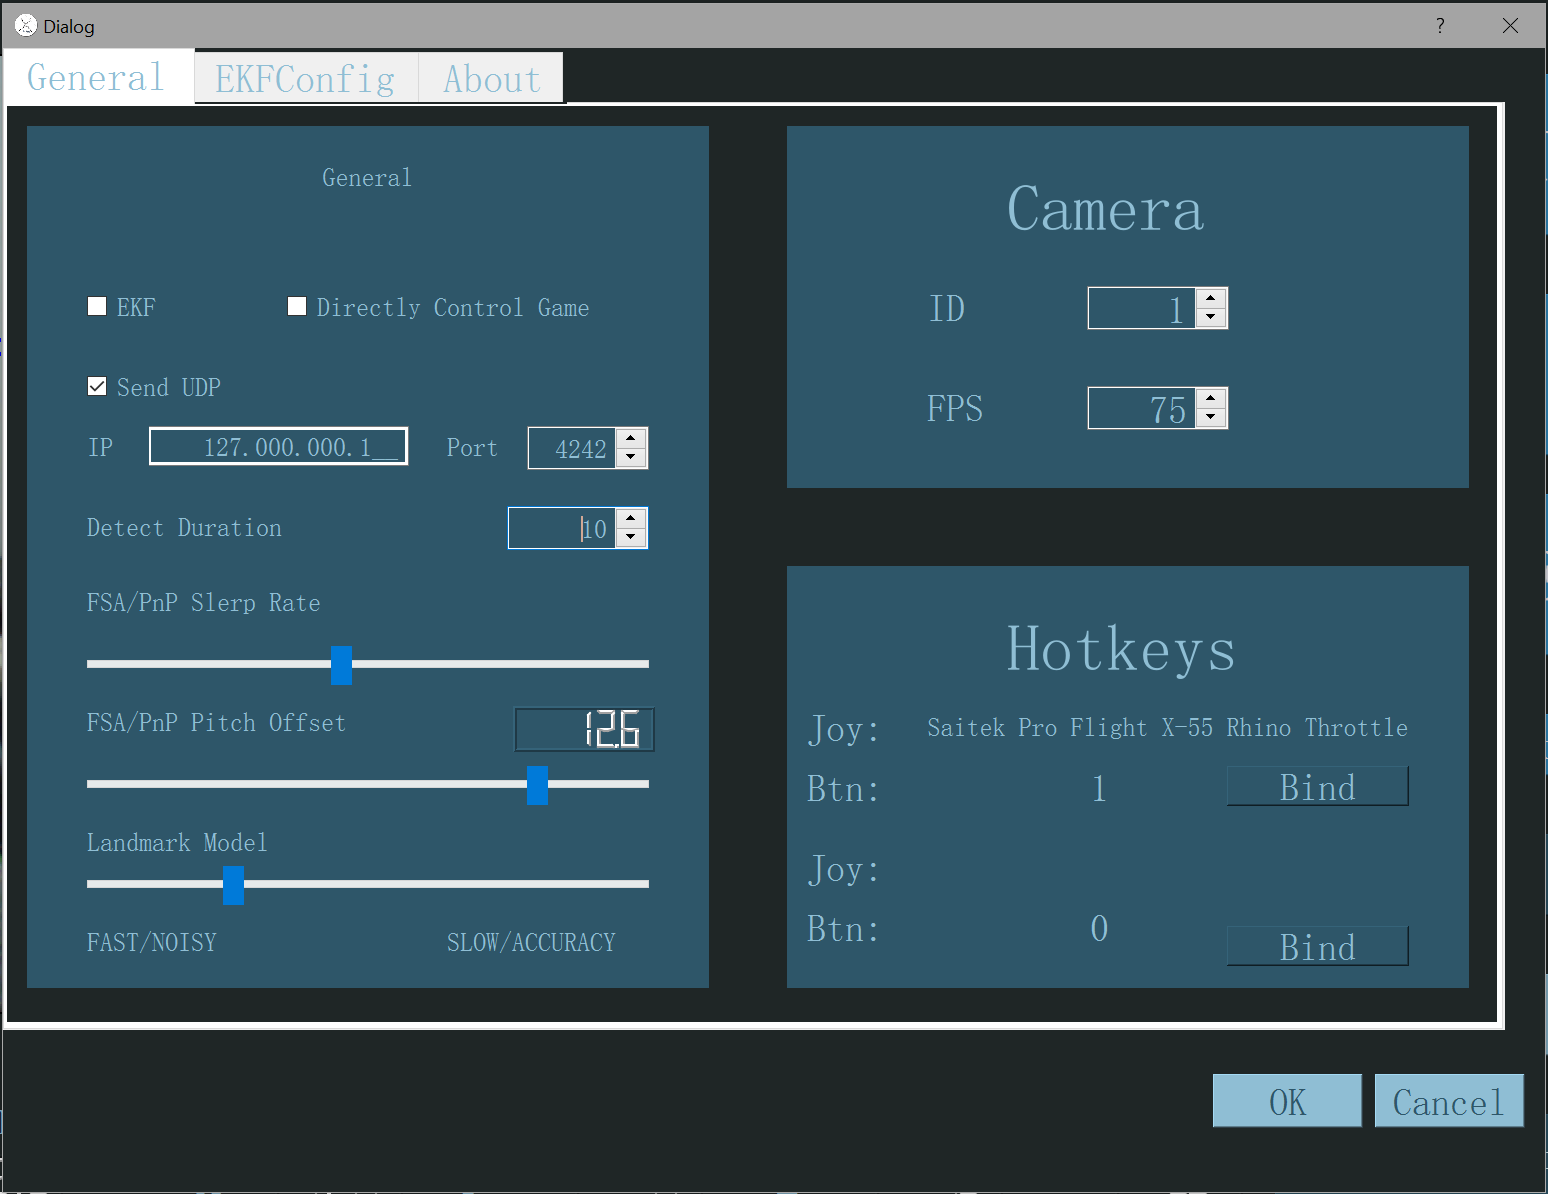 Dialog
General EKFConfig About
General
EKF Directly Control Game
Send UDP
IP 127.000.000.1__ Port 4242
Detect Duration 10
FSA/PnP Slerp Rate
FSA/PnP Pitch Offset 12.6
Landmark Model
FAST/NOISY SLOW/ACCURACY
Camera
ID 1
FPS 75
Hotkeys
Joy: Saitek Pro Flight X-55 Rhino Throttle
Btn: 1 Bind
Joy:
Btn: 0 Bind
OK Cancel